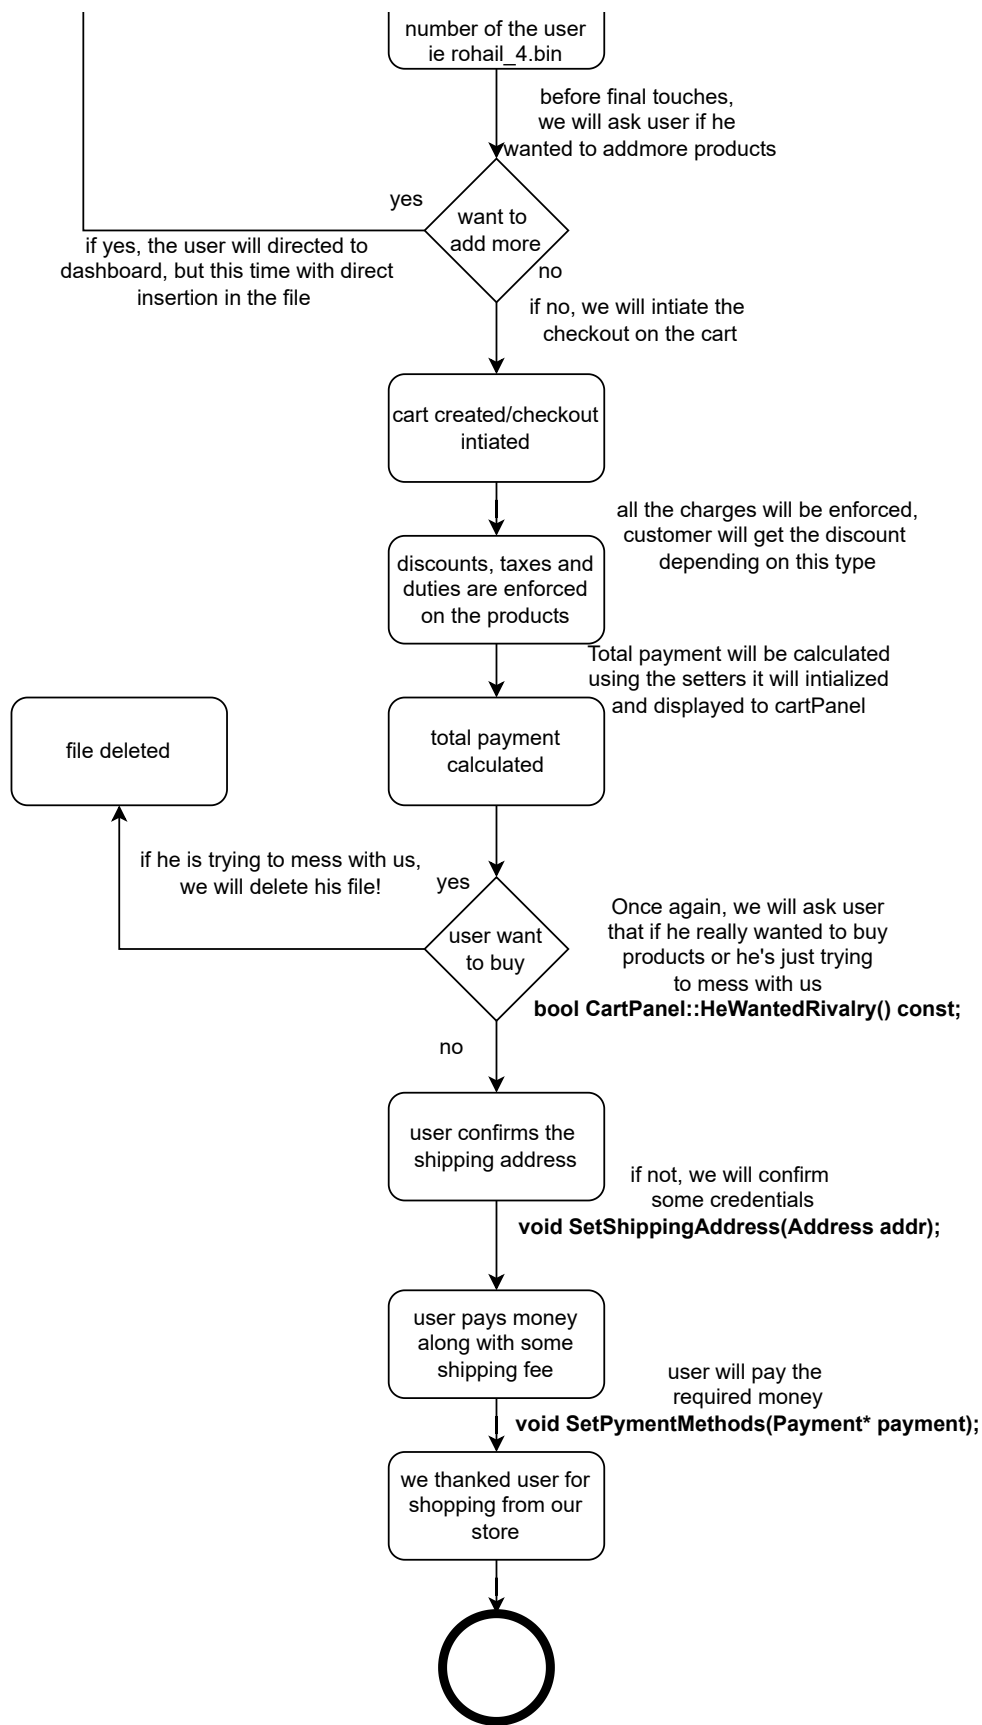 number of the user
ie rohail_4.bin
before final touches,
we will ask user if he
wanted to addmore products
yes
want to
add more
if yes, the user will directed to
dashboard, but this time with direct
insertion in the file
no
if no, we will intiate the
checkout on the cart
cart created/checkout
intiated
all the charges will be enforced,
customer will get the discount
depending on this type
discounts, taxes and
duties are enforced
on the products
Total payment will be calculated
using the setters it will intialized
and displayed to cartPanel
file deleted
total payment
calculated
if he is trying to mess with us,
we will delete his file!
yes
user want
to buy
Once again, we will ask user
that if he really wanted to buy
products or he's just trying
to mess with us
bool CartPanel::HeWantedRivalry() const;
no
user confirms the
shipping address
if not, we will confirm
some credentials
void SetShippingAddress(Address addr);
user pays money
along with some
shipping fee
user will pay the
required money
void SetPymentMethods(Payment* payment);
we thanked user for
shopping from our
store